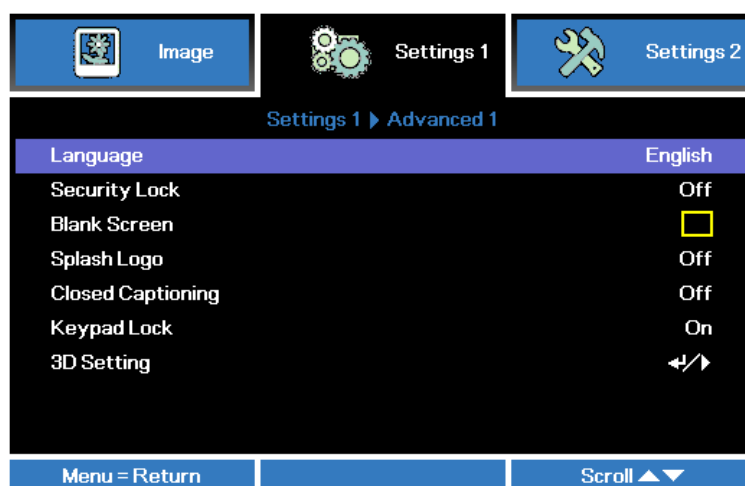 Image
Settings 1
Settings 2
Settings 1 ▶ Advanced 1
Language English
Security Lock Off
Blank Screen
Splash Logo Off
Closed Captioning Off
Keypad Lock On
3D Setting ↵/▶
Menu = Return
Scroll ▲▼